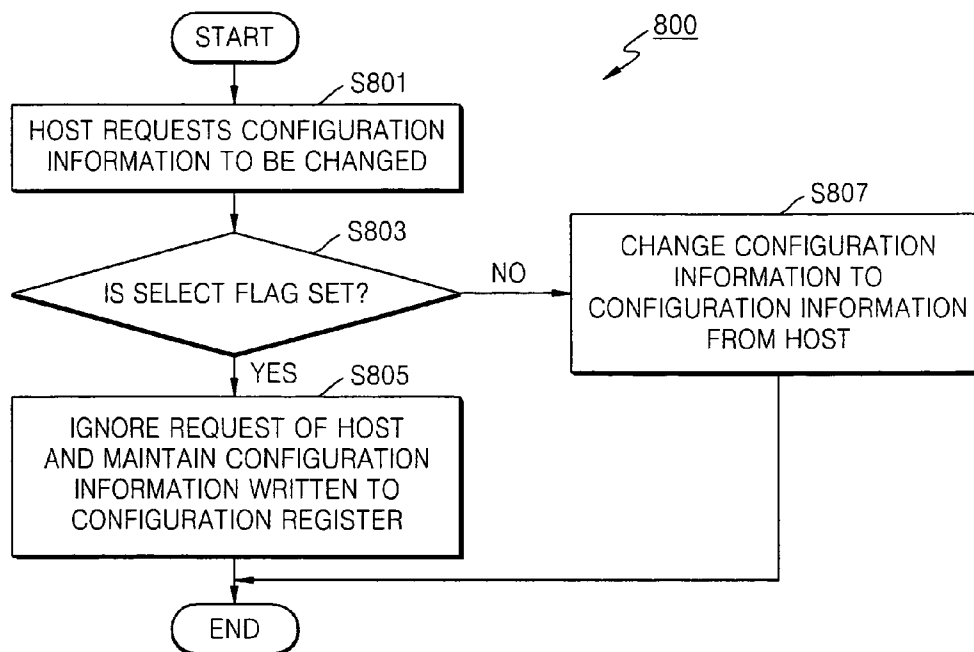 START
800
S801
HOST REQUESTS CONFIGURATION
INFORMATION TO BE CHANGED
S803
IS SELECT FLAG SET?
NO
S807
CHANGE CONFIGURATION
INFORMATION TO
CONFIGURATION INFORMATION
FROM HOST
YES
S805
IGNORE REQUEST OF HOST
AND MAINTAIN CONFIGURATION
INFORMATION WRITTEN TO
CONFIGURATION REGISTER
END